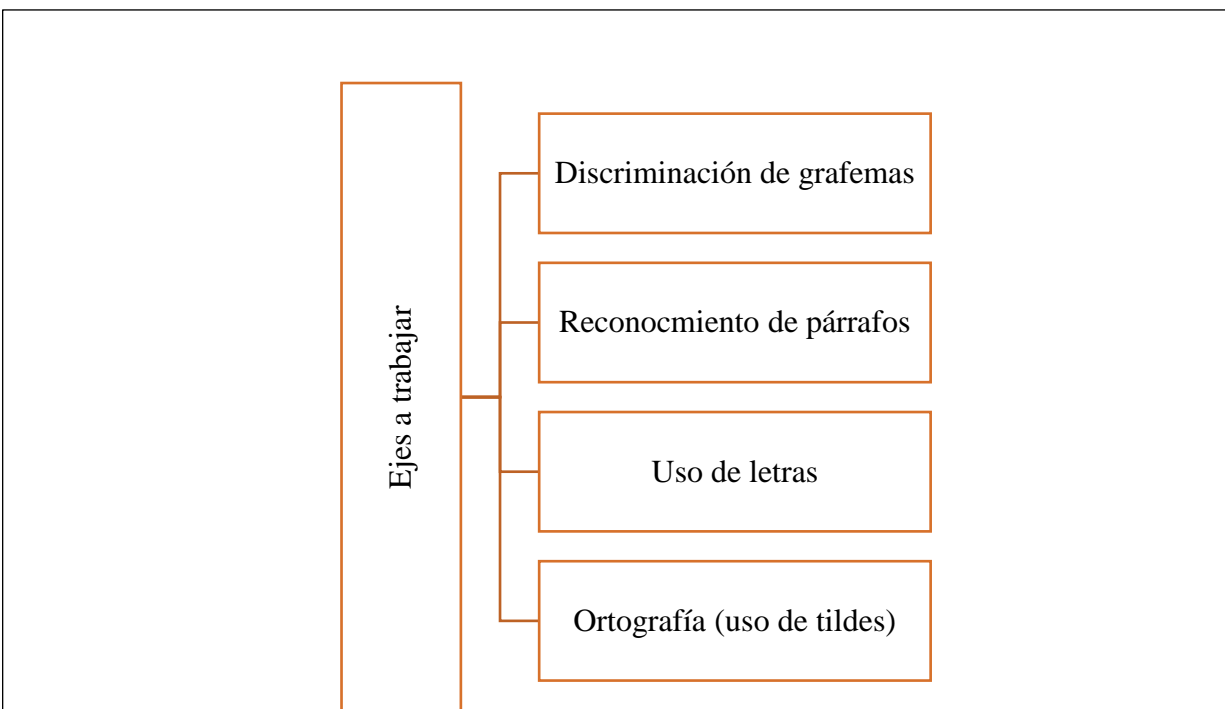 Ejes a trabajar
Discriminación de grafemas
Reconocmiento de párrafos
Uso de letras
Ortografía (uso de tildes)